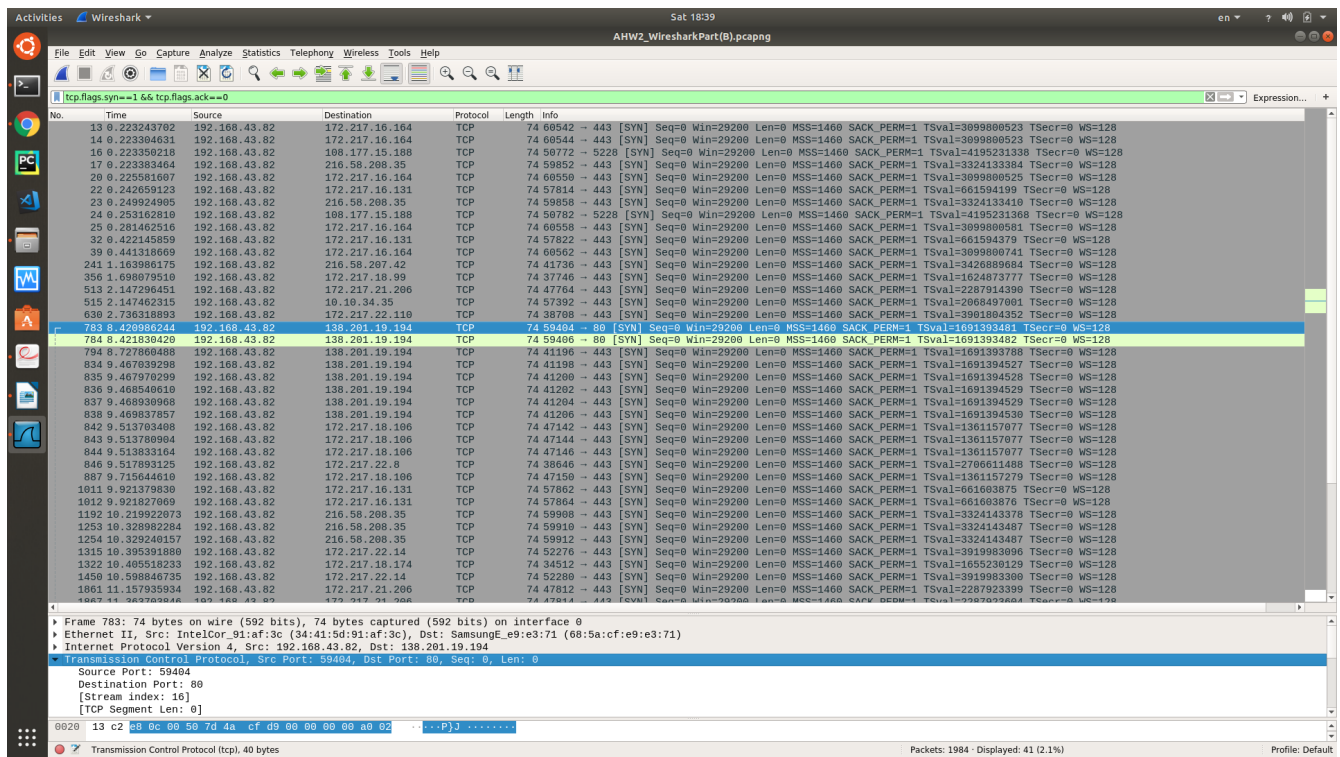 Activities Wireshark Sat 18:39 en ?
AHW2_WiresharkPart(B).pcapng
File Edit View Go Capture Analyze Statistics Telephony Wireless Tools Help
tcp.flags.syn==1 && tcp.flags.ack==0 Expression... +
No. Time Source Destination Protocol Length Info
13 0.223243702 192.168.43.82 172.217.16.164 TCP 74 60542 → 443 [SYN] Seq=0 Win=29200 Len=0 MSS=1460 SACK_PERM=1 TSval=3099800523 TSecr=0 WS=128
14 0.223304631 192.168.43.82 172.217.16.164 TCP 74 60544 → 443 [SYN] Seq=0 Win=29200 Len=0 MSS=1460 SACK_PERM=1 TSval=3099800523 TSecr=0 WS=128
16 0.223350218 192.168.43.82 108.177.15.188 TCP 74 50772 → 5228 [SYN] Seq=0 Win=29200 Len=0 MSS=1460 SACK_PERM=1 TSval=4195231338 TSecr=0 WS=128
17 0.223383464 192.168.43.82 216.58.208.35 TCP 74 59852 → 443 [SYN] Seq=0 Win=29200 Len=0 MSS=1460 SACK_PERM=1 TSval=3324133384 TSecr=0 WS=128
20 0.225581607 192.168.43.82 172.217.16.164 TCP 74 60550 → 443 [SYN] Seq=0 Win=29200 Len=0 MSS=1460 SACK_PERM=1 TSval=3099800525 TSecr=0 WS=128
22 0.242659123 192.168.43.82 172.217.16.131 TCP 74 57814 → 443 [SYN] Seq=0 Win=29200 Len=0 MSS=1460 SACK_PERM=1 TSval=661594199 TSecr=0 WS=128
23 0.249924905 192.168.43.82 216.58.208.35 TCP 74 59858 → 443 [SYN] Seq=0 Win=29200 Len=0 MSS=1460 SACK_PERM=1 TSval=3324133410 TSecr=0 WS=128
24 0.253162810 192.168.43.82 108.177.15.188 TCP 74 50782 → 5228 [SYN] Seq=0 Win=29200 Len=0 MSS=1460 SACK_PERM=1 TSval=4195231368 TSecr=0 WS=128
25 0.281462516 192.168.43.82 172.217.16.164 TCP 74 60558 → 443 [SYN] Seq=0 Win=29200 Len=0 MSS=1460 SACK_PERM=1 TSval=3099800581 TSecr=0 WS=128
32 0.422145859 192.168.43.82 172.217.16.131 TCP 74 57822 → 443 [SYN] Seq=0 Win=29200 Len=0 MSS=1460 SACK_PERM=1 TSval=661594379 TSecr=0 WS=128
39 0.441318669 192.168.43.82 172.217.16.164 TCP 74 60562 → 443 [SYN] Seq=0 Win=29200 Len=0 MSS=1460 SACK_PERM=1 TSval=3099800741 TSecr=0 WS=128
241 1.163986175 192.168.43.82 216.58.207.42 TCP 74 41736 → 443 [SYN] Seq=0 Win=29200 Len=0 MSS=1460 SACK_PERM=1 TSval=3426889684 TSecr=0 WS=128
356 1.698079510 192.168.43.82 172.217.18.99 TCP 74 37746 → 443 [SYN] Seq=0 Win=29200 Len=0 MSS=1460 SACK_PERM=1 TSval=1624873777 TSecr=0 WS=128
513 2.147296451 192.168.43.82 172.217.21.206 TCP 74 47764 → 443 [SYN] Seq=0 Win=29200 Len=0 MSS=1460 SACK_PERM=1 TSval=2287914390 TSecr=0 WS=128
515 2.147462315 192.168.43.82 10.10.34.35 TCP 74 57392 → 443 [SYN] Seq=0 Win=29200 Len=0 MSS=1460 SACK_PERM=1 TSval=2068497001 TSecr=0 WS=128
630 2.736318893 192.168.43.82 172.217.22.110 TCP 74 38708 → 443 [SYN] Seq=0 Win=29200 Len=0 MSS=1460 SACK_PERM=1 TSval=3901804352 TSecr=0 WS=128
783 8.420986244 192.168.43.82 138.201.19.194 TCP 74 59404 → 80 [SYN] Seq=0 Win=29200 Len=0 MSS=1460 SACK_PERM=1 TSval=1691393481 TSecr=0 WS=128
784 8.421830420 192.168.43.82 138.201.19.194 TCP 74 59406 → 80 [SYN] Seq=0 Win=29200 Len=0 MSS=1460 SACK_PERM=1 TSval=1691393482 TSecr=0 WS=128
794 8.727860488 192.168.43.82 138.201.19.194 TCP 74 41196 → 443 [SYN] Seq=0 Win=29200 Len=0 MSS=1460 SACK_PERM=1 TSval=1691393788 TSecr=0 WS=128
834 9.467039298 192.168.43.82 138.201.19.194 TCP 74 41198 → 443 [SYN] Seq=0 Win=29200 Len=0 MSS=1460 SACK_PERM=1 TSval=1691394527 TSecr=0 WS=128
835 9.467970299 192.168.43.82 138.201.19.194 TCP 74 41200 → 443 [SYN] Seq=0 Win=29200 Len=0 MSS=1460 SACK_PERM=1 TSval=1691394528 TSecr=0 WS=128
836 9.468540610 192.168.43.82 138.201.19.194 TCP 74 41202 → 443 [SYN] Seq=0 Win=29200 Len=0 MSS=1460 SACK_PERM=1 TSval=1691394529 TSecr=0 WS=128
837 9.468930968 192.168.43.82 138.201.19.194 TCP 74 41204 → 443 [SYN] Seq=0 Win=29200 Len=0 MSS=1460 SACK_PERM=1 TSval=1691394529 TSecr=0 WS=128
838 9.469837857 192.168.43.82 138.201.19.194 TCP 74 41206 → 443 [SYN] Seq=0 Win=29200 Len=0 MSS=1460 SACK_PERM=1 TSval=1691394530 TSecr=0 WS=128
842 9.513703408 192.168.43.82 172.217.18.106 TCP 74 47142 → 443 [SYN] Seq=0 Win=29200 Len=0 MSS=1460 SACK_PERM=1 TSval=1361157077 TSecr=0 WS=128
843 9.513780904 192.168.43.82 172.217.18.106 TCP 74 47144 → 443 [SYN] Seq=0 Win=29200 Len=0 MSS=1460 SACK_PERM=1 TSval=1361157077 TSecr=0 WS=128
844 9.513833164 192.168.43.82 172.217.18.106 TCP 74 47146 → 443 [SYN] Seq=0 Win=29200 Len=0 MSS=1460 SACK_PERM=1 TSval=1361157077 TSecr=0 WS=128
846 9.517893125 192.168.43.82 172.217.22.8 TCP 74 38646 → 443 [SYN] Seq=0 Win=29200 Len=0 MSS=1460 SACK_PERM=1 TSval=2706611488 TSecr=0 WS=128
887 9.715644610 192.168.43.82 172.217.18.106 TCP 74 47150 → 443 [SYN] Seq=0 Win=29200 Len=0 MSS=1460 SACK_PERM=1 TSval=1361157279 TSecr=0 WS=128
1011 9.921379830 192.168.43.82 172.217.16.131 TCP 74 57862 → 443 [SYN] Seq=0 Win=29200 Len=0 MSS=1460 SACK_PERM=1 TSval=661603875 TSecr=0 WS=128
1012 9.921827069 192.168.43.82 172.217.16.131 TCP 74 57864 → 443 [SYN] Seq=0 Win=29200 Len=0 MSS=1460 SACK_PERM=1 TSval=661603876 TSecr=0 WS=128
1192 10.219922073 192.168.43.82 216.58.208.35 TCP 74 59908 → 443 [SYN] Seq=0 Win=29200 Len=0 MSS=1460 SACK_PERM=1 TSval=3324143378 TSecr=0 WS=128
1253 10.328982284 192.168.43.82 216.58.208.35 TCP 74 59910 → 443 [SYN] Seq=0 Win=29200 Len=0 MSS=1460 SACK_PERM=1 TSval=3324143487 TSecr=0 WS=128
1254 10.329240157 192.168.43.82 216.58.208.35 TCP 74 59912 → 443 [SYN] Seq=0 Win=29200 Len=0 MSS=1460 SACK_PERM=1 TSval=3324143487 TSecr=0 WS=128
1315 10.395391880 192.168.43.82 172.217.22.14 TCP 74 52276 → 443 [SYN] Seq=0 Win=29200 Len=0 MSS=1460 SACK_PERM=1 TSval=3919983096 TSecr=0 WS=128
1322 10.405518233 192.168.43.82 172.217.18.174 TCP 74 34512 → 443 [SYN] Seq=0 Win=29200 Len=0 MSS=1460 SACK_PERM=1 TSval=1655230129 TSecr=0 WS=128
1450 10.598846735 192.168.43.82 172.217.22.14 TCP 74 52280 → 443 [SYN] Seq=0 Win=29200 Len=0 MSS=1460 SACK_PERM=1 TSval=3919983300 TSecr=0 WS=128
1861 11.157935934 192.168.43.82 172.217.21.206 TCP 74 47812 → 443 [SYN] Seq=0 Win=29200 Len=0 MSS=1460 SACK_PERM=1 TSval=2287923399 TSecr=0 WS=128
1867 11.363703846 192.168.43.82 172.217.21.206 TCP 74 47814 → 443 [SYN] Seq=0 Win=29200 Len=0 MSS=1460 SACK_PERM=1 TSval=2287923604 TSecr=0 WS=128
Frame 783: 74 bytes on wire (592 bits), 74 bytes captured (592 bits) on interface 0
Ethernet II, Src: IntelCor_91:af:3c (34:41:5d:91:af:3c), Dst: SamsungE_e9:e3:71 (68:5a:cf:e9:e3:71)
Internet Protocol Version 4, Src: 192.168.43.82, Dst: 138.201.19.194
Transmission Control Protocol, Src Port: 59404, Dst Port: 80, Seq: 0, Len: 0
Source Port: 59404
Destination Port: 80
[Stream index: 16]
[TCP Segment Len: 0]
0020 13 c2 e8 0c 00 50 7d 4a cf d9 00 00 00 00 a0 02 ·····P}J ········
Transmission Control Protocol (tcp), 40 bytes Packets: 1984 · Displayed: 41 (2.1%) Profile: Default